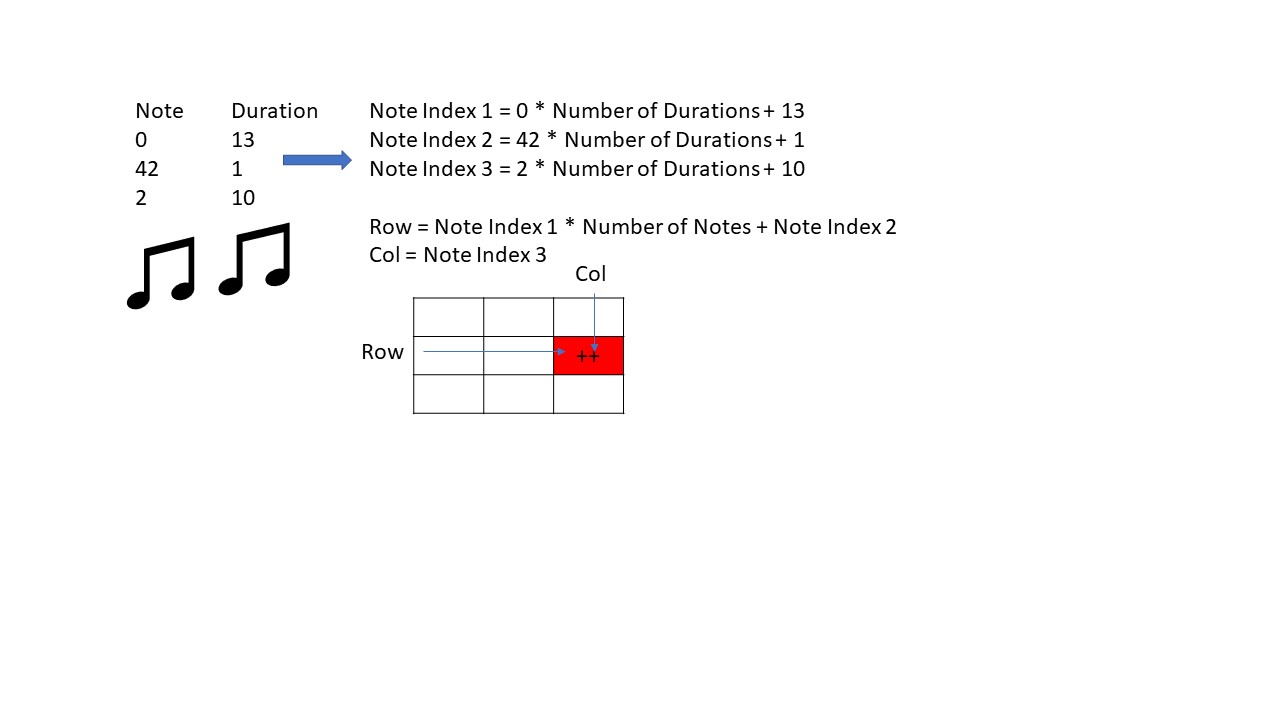 Note Duration
0 13
42 1
2 10
Note Index 1 = 0 * Number of Durations + 13
Note Index 2 = 42 * Number of Durations + 1
Note Index 3 = 2 * Number of Durations + 10
Row = Note Index 1 * Number of Notes + Note Index 2
Col = Note Index 3
Col
Row
++